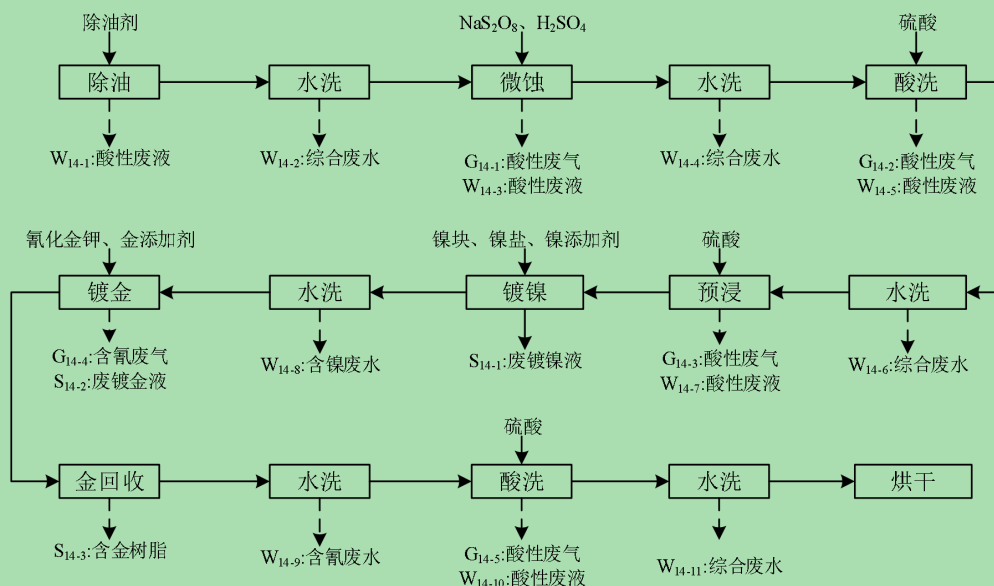 除油剂
NaS₂O₈、H₂SO₄
硫酸
除油
水洗
微蚀
水洗
酸洗
W₁₄₋₁:酸性废液
W₁₄₋₂:综合废水
G₁₄₋₁:酸性废气
W₁₄₋₃:酸性废液
W₁₄₋₄:综合废水
G₁₄₋₂:酸性废气
W₁₄₋₅:酸性废液
氰化金钾、金添加剂
镍块、镍盐、镍添加剂
硫酸
镀金
水洗
镀镍
预浸
水洗
G₁₄₋₄:含氰废气
S₁₄₋₂:废镀金液
W₁₄₋₈:含镍废水
S₁₄₋₁:废镀镍液
G₁₄₋₃:酸性废气
W₁₄₋₇:酸性废液
W₁₄₋₆:综合废水
硫酸
金回收
水洗
酸洗
水洗
烘干
S₁₄₋₃:含金树脂
W₁₄₋₉:含氰废水
G₁₄₋₅:酸性废气
W₁₄₋₁₀:酸性废液
W₁₄₋₁₁:综合废水